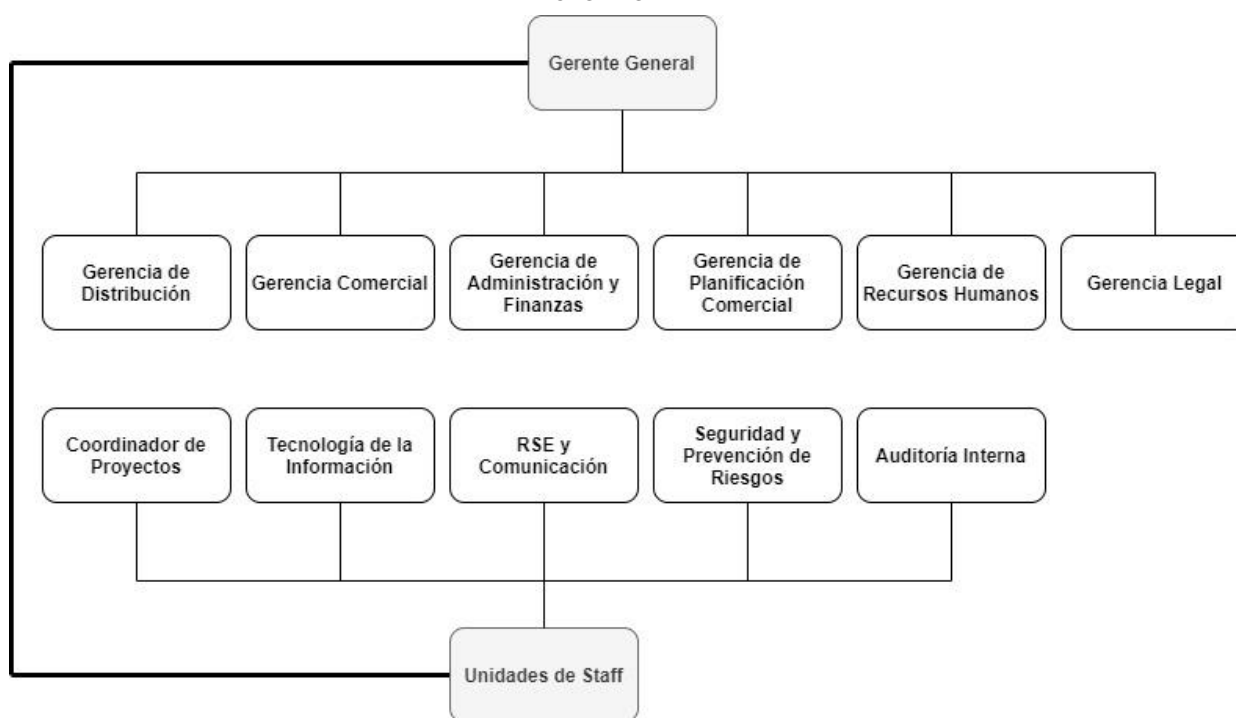 Gerente General
Gerencia de
Distribución
Gerencia Comercial
Gerencia de
Administración y
Finanzas
Gerencia de
Planificación
Comercial
Gerencia de
Recursos Humanos
Gerencia Legal
Coordinador de
Proyectos
Tecnología de la
Información
RSE y
Comunicación
Seguridad y
Prevención de
Riesgos
Auditoría Interna
Unidades de Staff